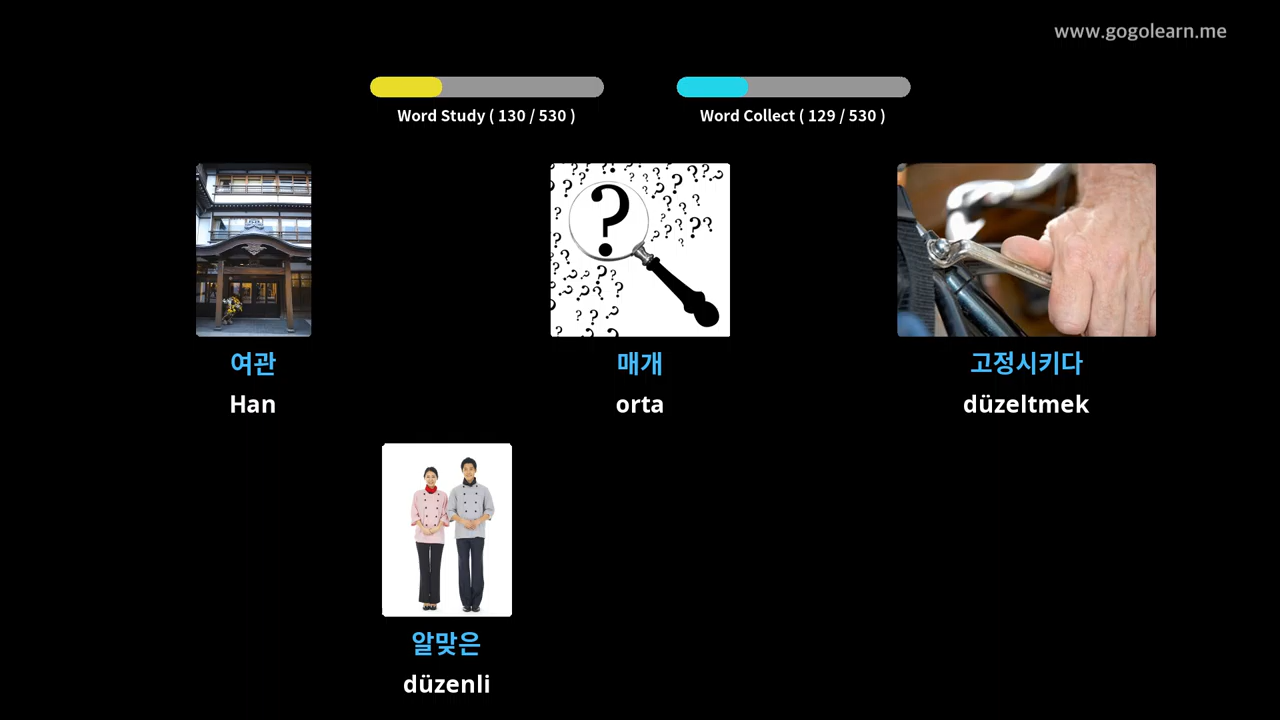 www.gogolearn.me
Word Study ( 130 / 530 )
Word Collect ( 129 / 530 )
여관
매개
고정시키다
Han
orta
düzeltmek
알맞은
düzenli